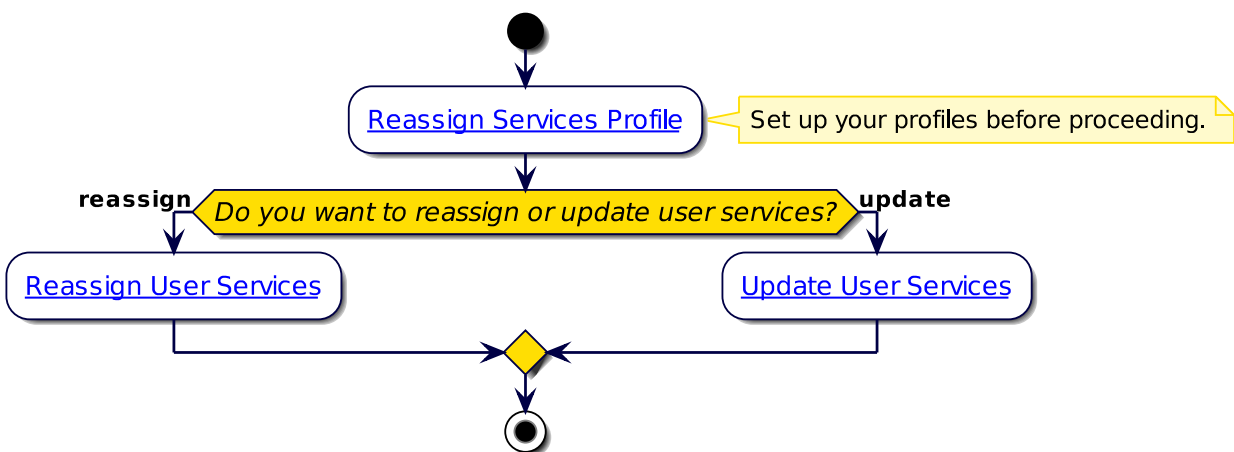 Reassign Services Profile
Set up your profiles before proceeding.
reassign
Do you want to reassign or update user services?
update
Reassign User Services
Update User Services